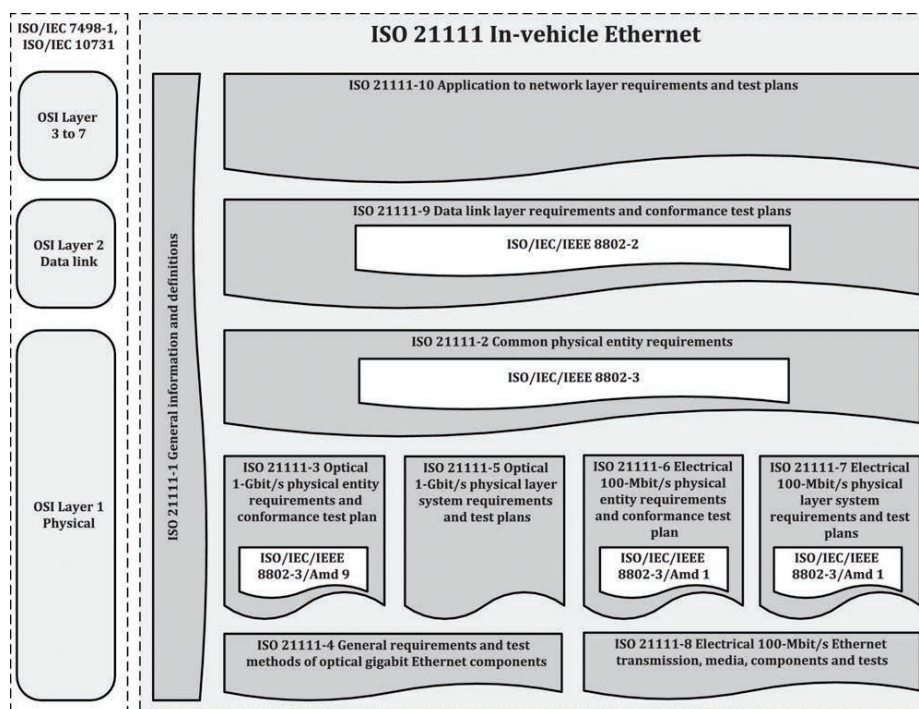 ISO/IEC 7498-1,
ISO/IEC 10731
OSI Layer
3 to 7
OSI Layer 2
Data link
OSI Layer 1
Physical
ISO 21111 In-vehicle Ethernet
ISO 21111-1 General information and definitions
ISO 21111-10 Application to network layer requirements and test plans
ISO 21111-9 Data link layer requirements and conformance test plans
ISO/IEC/IEEE 8802-2
ISO 21111-2 Common physical entity requirements
ISO/IEC/IEEE 8802-3
ISO 21111-3 Optical
1-Gbit/s physical entity
requirements and
conformance test plan
ISO/IEC/IEEE
8802-3/Amd 9
ISO 21111-5 Optical
1-Gbit/s physical layer
system requirements
and test plans
ISO 21111-6 Electrical
100-Mbit/s physical
entity requirements
and conformance test
plan
ISO/IEC/IEEE
8802-3/Amd 1
ISO 21111-7 Electrical
100-Mbit/s physical
layer system
requirements and test
plans
ISO/IEC/IEEE
8802-3/Amd 1
ISO 21111-4 General requirements and test
methods of optical gigabit Ethernet components
ISO 21111-8 Electrical 100-Mbit/s Ethernet
transmission, media, components and tests